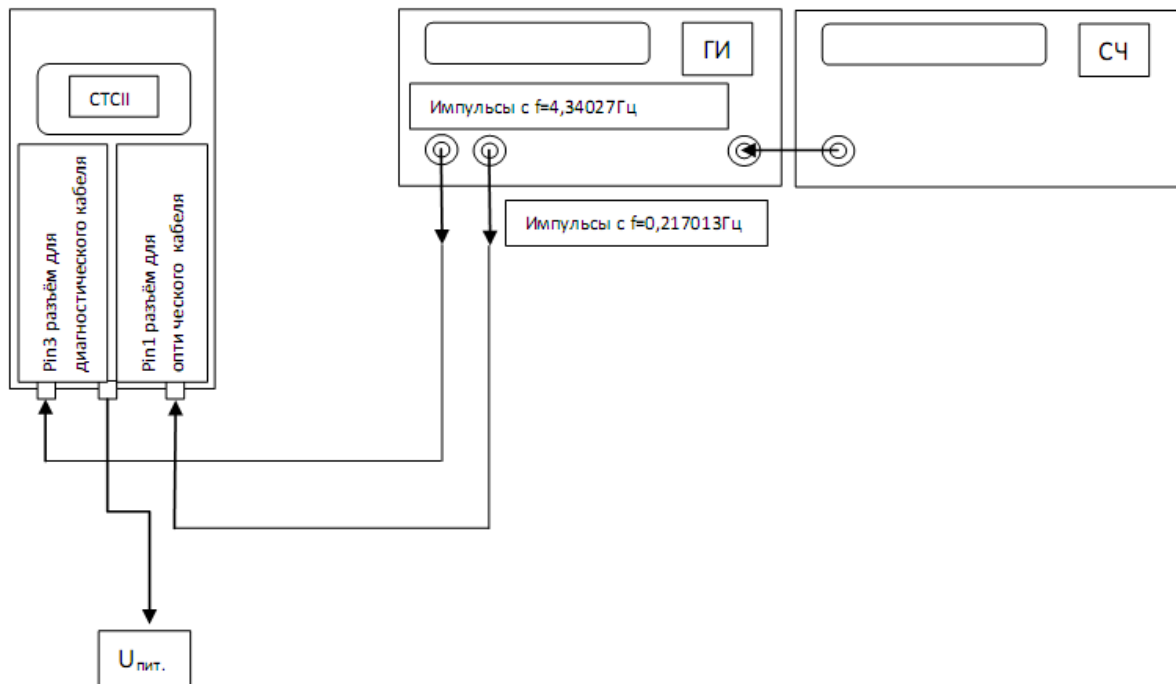 СТСII
ГИ
СЧ
Импульсы с f=4,34027Гц
Импульсы с f=0,217013Гц
Pin3 разъём для
диагностического кабеля
Pin1 разъём для
опти ческого кабеля
Uпит.